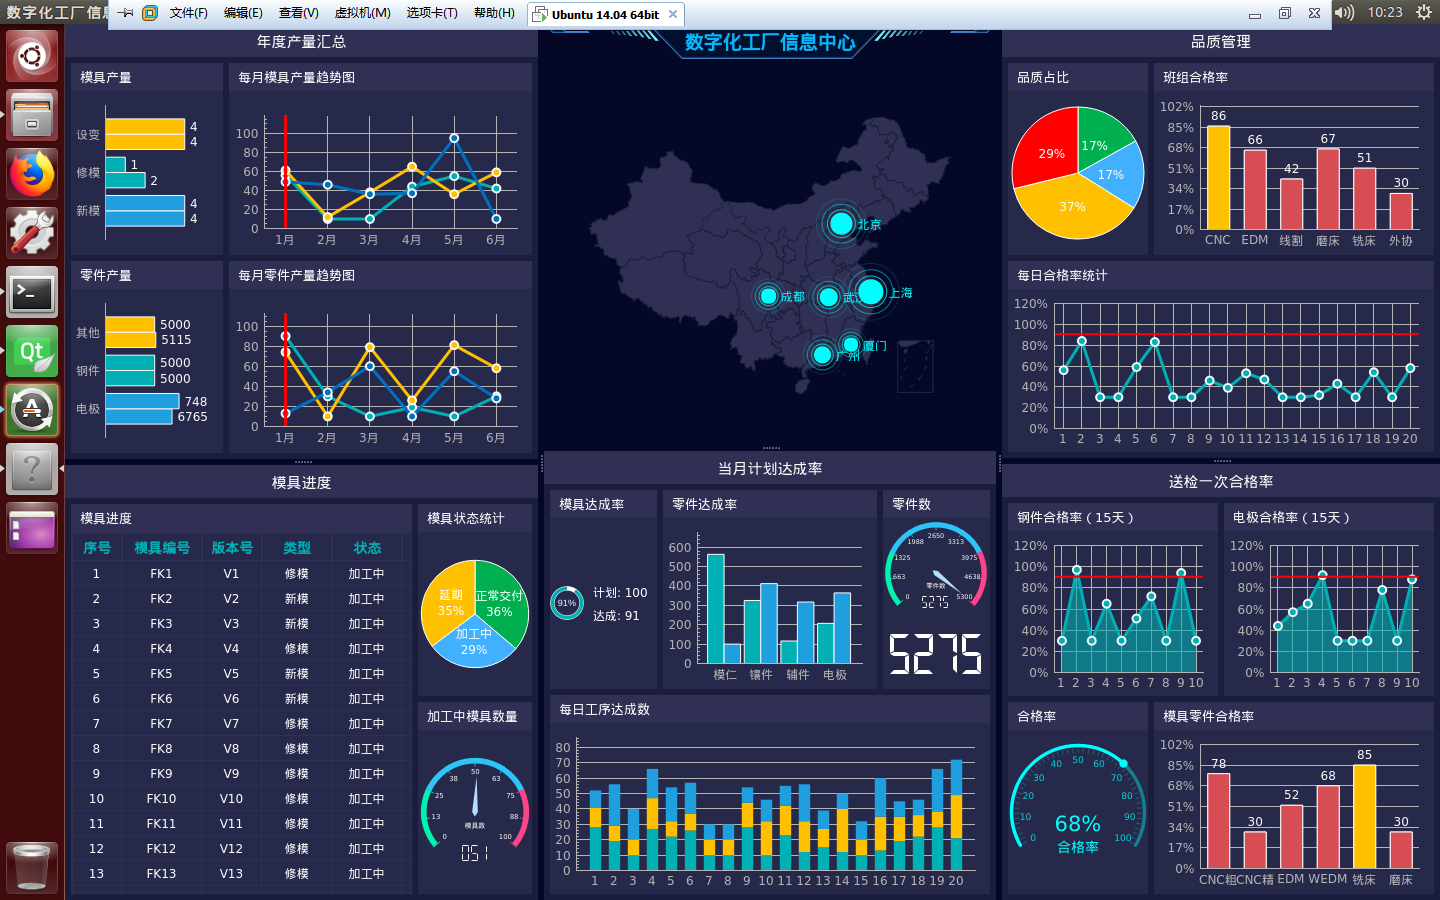 数字化工厂信息
文件(F) 编辑(E) 查看(V) 虚拟机(M) 选项卡(T) 帮助(H) Ubuntu 14.04 64bit
10:23
年度产量汇总
模具产量
设变 4 4
修模 1 2
新模 4 4
每月模具产量趋势图
100
80
60
40
20
0
1月 2月 3月 4月 5月 6月
零件产量
其他 5000 5115
钢件 5000 5000
电极 748 6765
每月零件产量趋势图
100
80
60
40
20
0
1月 2月 3月 4月 5月 6月
模具进度
模具进度
序号 模具编号 版本号 类型 状态
1 FK1 V1 修模 加工中
2 FK2 V2 新模 加工中
3 FK3 V3 修模 加工中
4 FK4 V4 修模 加工中
5 FK5 V5 新模 加工中
6 FK6 V6 新模 加工中
7 FK7 V7 修模 加工中
8 FK8 V8 修模 加工中
9 FK9 V9 修模 加工中
10 FK10 V10 修模 加工中
11 FK11 V11 修模 加工中
12 FK12 V12 修模 加工中
13 FK13 V13 修模 加工中
模具状态统计
延期 35%
正常交付 36%
加工中 29%
加工中模具数量
0 13 25 38 50 63 75 88 100
模具数
051
数字化工厂信息中心
北京
成都
武汉
上海
厦门
广州
当月计划达成率
模具达成率
91%
计划: 100
达成: 91
零件达成率
600
500
400
300
200
100
0
模仁 镶件 辅件 电极
零件数
0 663 1325 1988 2650 3313 3975 4638 5300
零件数
5275
5275
每日工序达成数
80
70
60
50
40
30
20
10
0
1 2 3 4 5 6 7 8 9 10 11 12 13 14 15 16 17 18 19 20
品质管理
品质占比
29%
17%
17%
37%
班组合格率
102%
85%
68%
51%
34%
17%
0%
86 66 42 67 51 30
CNC EDM 线割 磨床 铣床 外协
每日合格率统计
120%
100%
80%
60%
40%
20%
0%
1 2 3 4 5 6 7 8 9 10 11 12 13 14 15 16 17 18 19 20
送检一次合格率
钢件合格率（15天）
120%
100%
80%
60%
40%
20%
0%
1 2 3 4 5 6 7 8 9 10
电极合格率（15天）
120%
100%
80%
60%
40%
20%
0%
1 2 3 4 5 6 7 8 9 10
合格率
0 10 20 30 40 50 60 70 80 90 100
68%
合格率
模具零件合格率
102%
85%
68%
51%
34%
17%
0%
78 30 52 68 85 30
CNC粗 CNC精 EDM WEDM 铣床 磨床